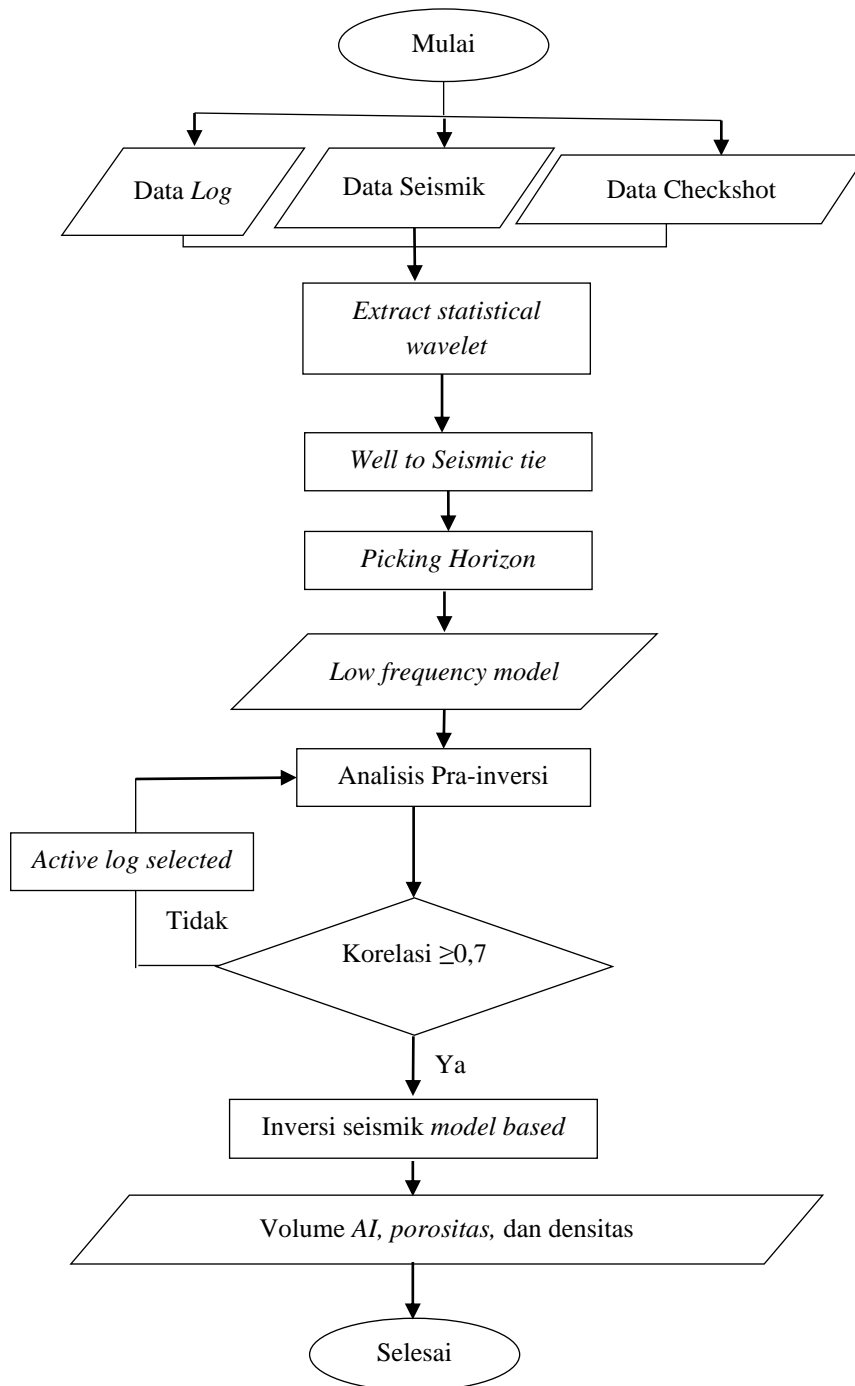 Mulai
Data Log
Data Seismik
Data Checkshot
Extract statistical
wavelet
Well to Seismic tie
Picking Horizon
Low frequency model
Analisis Pra-inversi
Active log selected
Tidak
Korelasi ≥0,7
Ya
Inversi seismik model based
Volume AI, porositas, dan densitas
Selesai